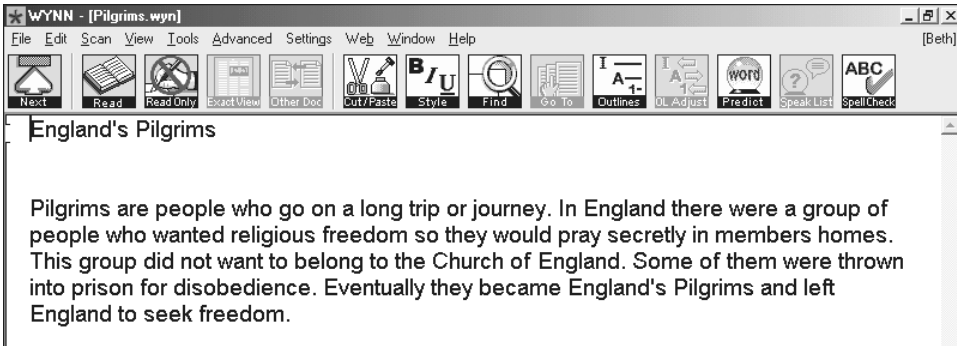 WYNN - [Pilgrims.wyn]
File Edit Scan View Tools Advanced Settings Web Window Help [Beth]
B I U I A 1 I A 1 word ? ABC
Next Read Read Only Exact View Other Doc Cut/Paste Style Find Go To Outlines OL Adjust Predict Speak List SpellCheck
England's Pilgrims
Pilgrims are people who go on a long trip or journey. In England there were a group of
people who wanted religious freedom so they would pray secretly in members homes.
This group did not want to belong to the Church of England. Some of them were thrown
into prison for disobedience. Eventually they became England's Pilgrims and left
England to seek freedom.